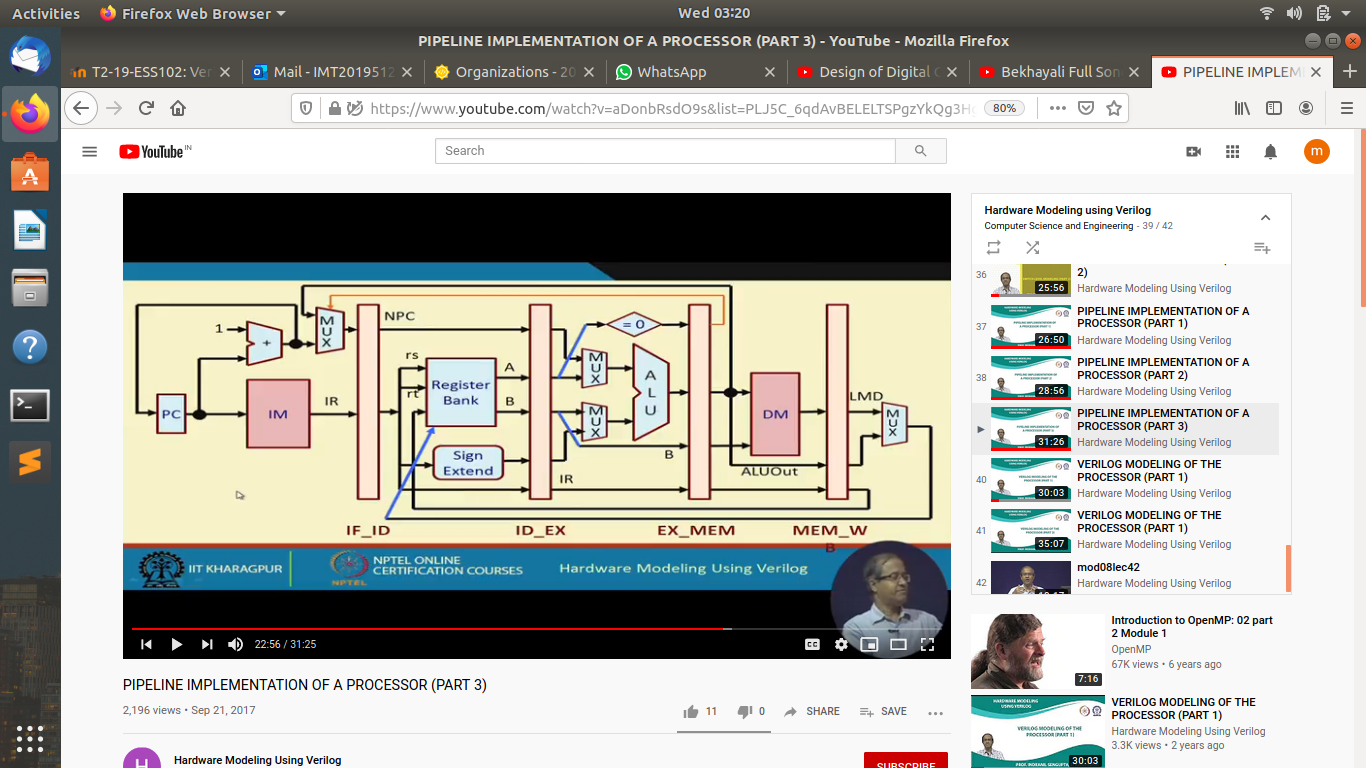 Activities
Firefox Web Browser
Wed 03:20
PIPELINE IMPLEMENTATION OF A PROCESSOR (PART 3) - YouTube - Mozilla Firefox
T2-19-ESS102: Ver
Mail - IMT2019512
Organizations - 20
WhatsApp
Design of Digital C
Bekhayali Full Son
PIPELINE IMPLEM
https://www.youtube.com/watch?v=aDonbRsdO9s&list=PLJ5C_6qdAvBELELTSPgzYkQg3Hg
80%
YouTube IN
Search
m
1
+
MUX
PC
IM
IR
NPC
rs
rt
Register
Bank
A
B
Sign
Extend
IR
= 0
MUX
MUX
ALU
B
DM
ALUOut
LMD
MUX
IF_ID
ID_EX
EX_MEM
MEM_W
B
IIT KHARAGPUR
NPTEL
NPTEL ONLINE
CERTIFICATION COURSES
Hardware Modeling Using Verilog
22:56 / 31:25
CC
PIPELINE IMPLEMENTATION OF A PROCESSOR (PART 3)
2,196 views • Sep 21, 2017
11
0
SHARE
SAVE
H
Hardware Modeling Using Verilog
SUBSCRIBE
Hardware Modeling using Verilog
Computer Science and Engineering - 39 / 42
36
25:56
2)
Hardware Modeling Using Verilog
37
26:50
PIPELINE IMPLEMENTATION OF A
PROCESSOR (PART 1)
Hardware Modeling Using Verilog
38
28:56
PIPELINE IMPLEMENTATION OF A
PROCESSOR (PART 2)
Hardware Modeling Using Verilog
31:26
PIPELINE IMPLEMENTATION OF A
PROCESSOR (PART 3)
Hardware Modeling Using Verilog
40
30:03
VERILOG MODELING OF THE
PROCESSOR (PART 1)
Hardware Modeling Using Verilog
41
35:07
VERILOG MODELING OF THE
PROCESSOR (PART 1)
Hardware Modeling Using Verilog
42
mod08lec42
Hardware Modeling Using Verilog
7:16
Introduction to OpenMP: 02 part
2 Module 1
OpenMP
67K views • 6 years ago
30:03
VERILOG MODELING OF THE
PROCESSOR (PART 1)
Hardware Modeling Using Verilog
3.3K views • 2 years ago